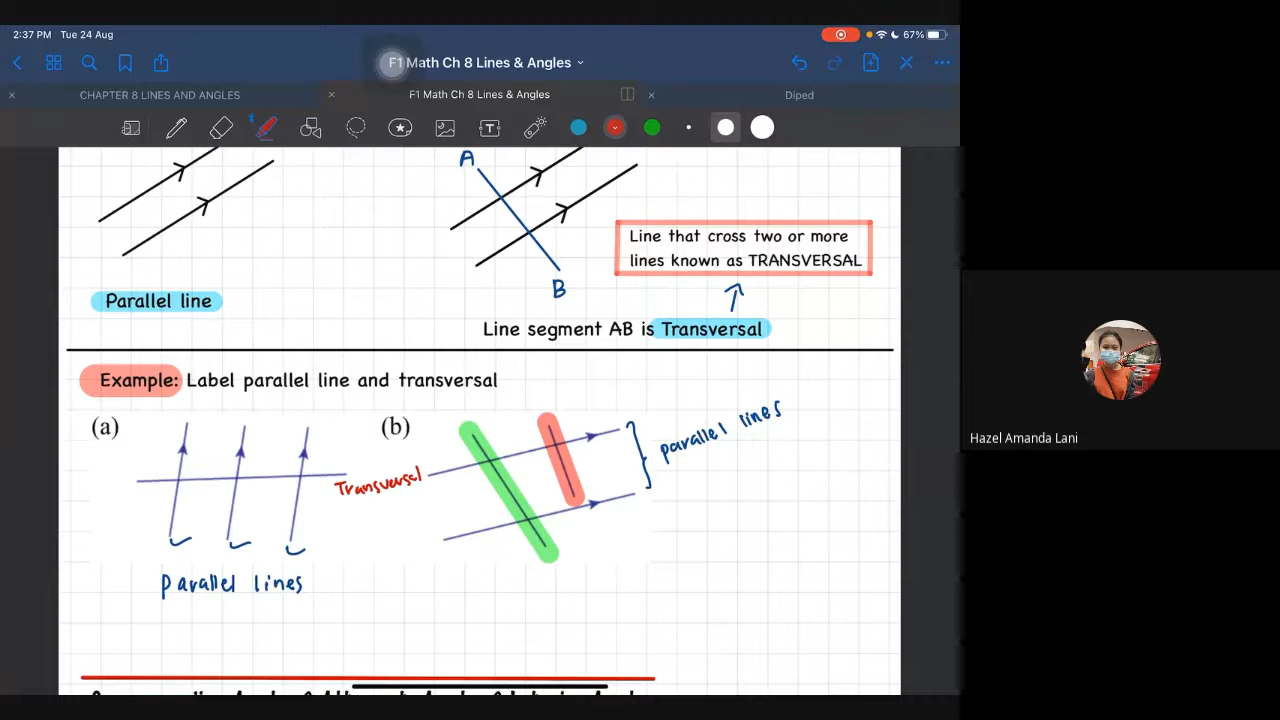 2:37 PM Tue 24 Aug
67%
F1 Math Ch 8 Lines & Angles
CHAPTER 8 LINES AND ANGLES
F1 Math Ch 8 Lines & Angles
Diped
A
B
Line that cross two or more
lines known as TRANSVERSAL
Parallel line
Line segment AB is Transversal
Example: Label parallel line and transversal
(a)
(b)
parallel lines
Transversal
parallel lines
Hazel Amanda Lani